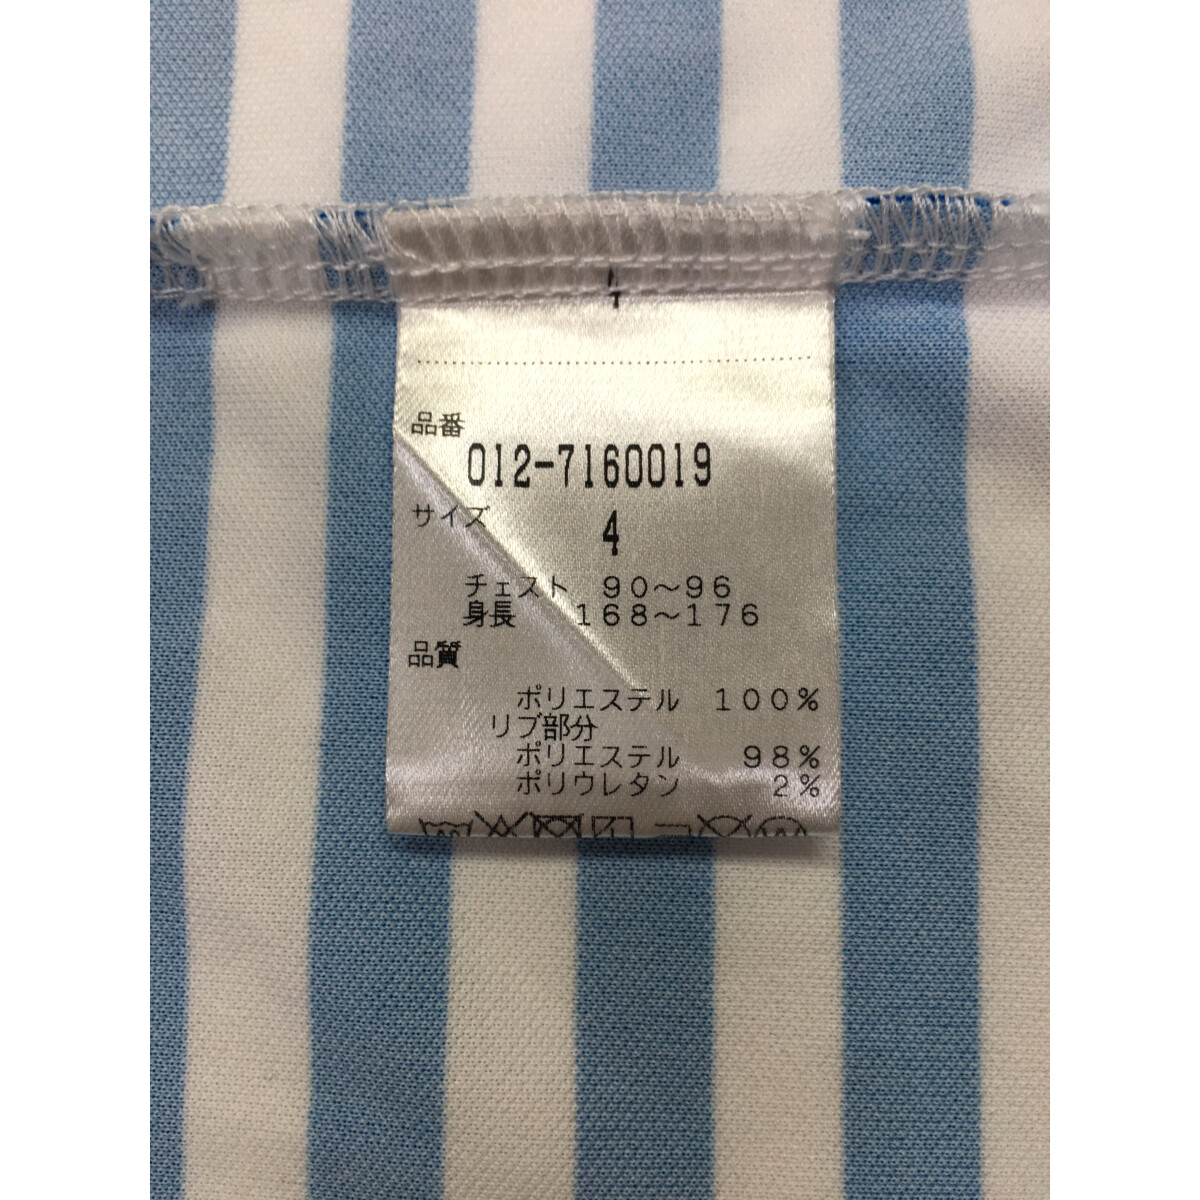 品番
012-7160019
サイズ
4
チェスト 90～96
身長 168～176
品質
ポリエステル 100%
リブ部分
ポリエステル 98%
ポリウレタン 2%